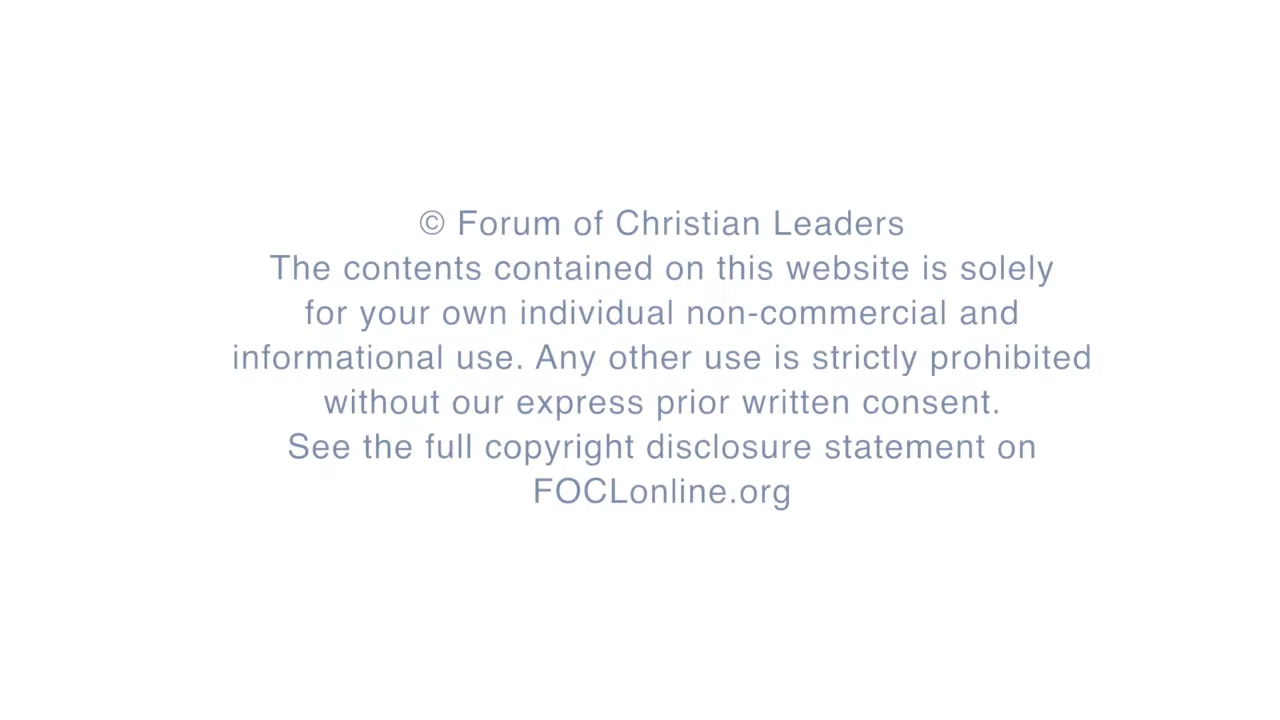 © Forum of Christian Leaders
The contents contained on this website is solely
for your own individual non-commercial and
informational use. Any other use is strictly prohibited
without our express prior written consent.
See the full copyright disclosure statement on
FOCLonline.org